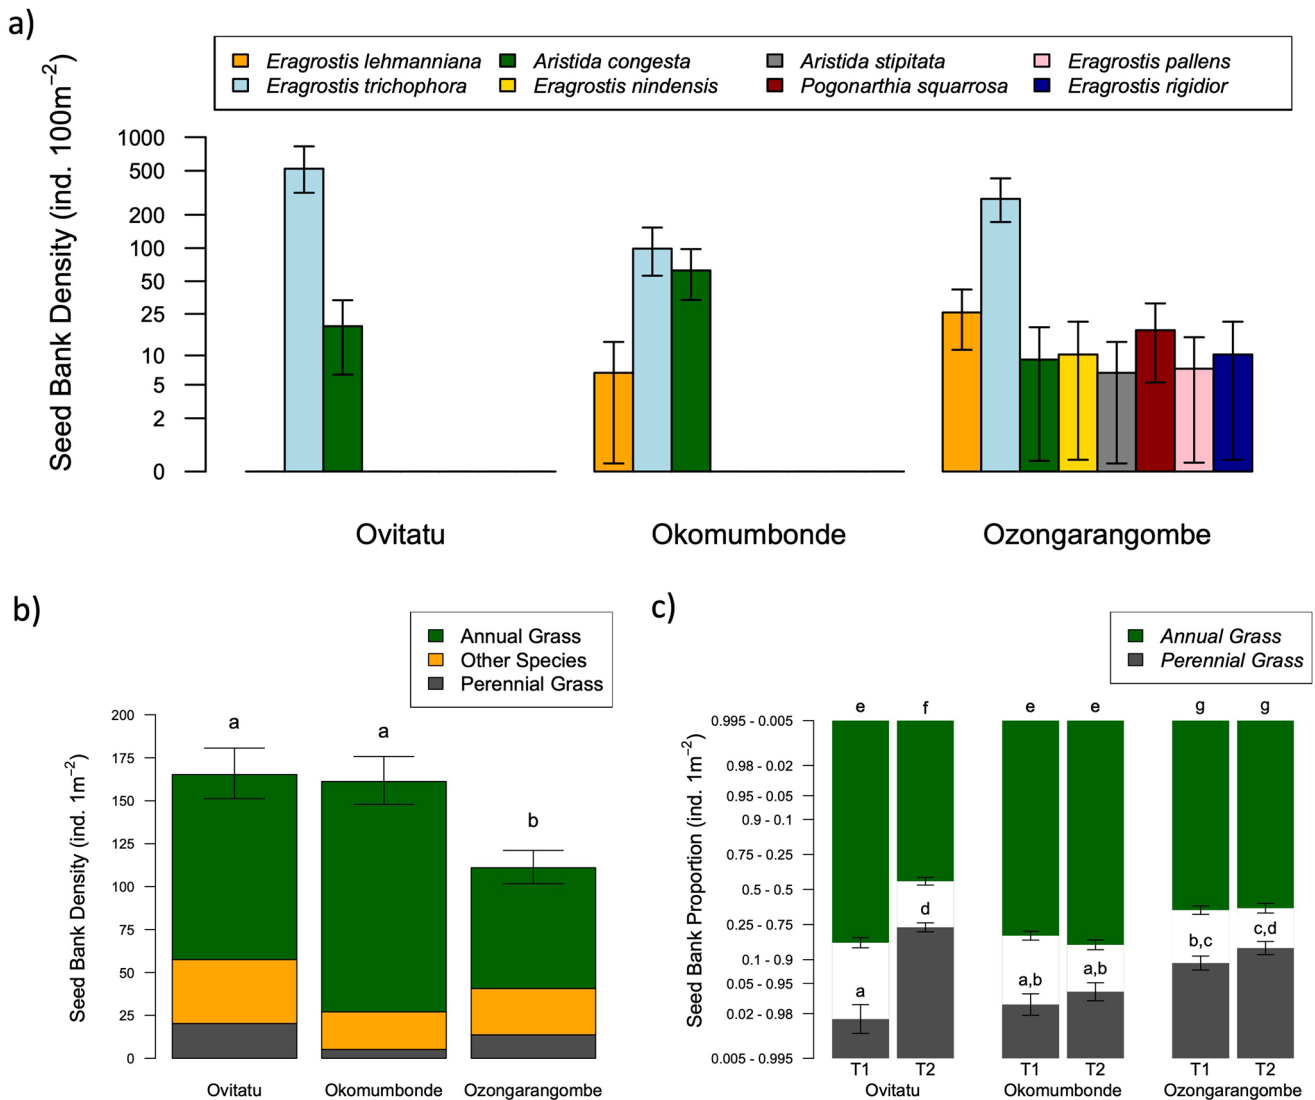 a)
Eragrostis lehmanniana Aristida congesta Aristida stipitata Eragrostis pallens
Eragrostis trichophora Eragrostis nindensis Pogonarthia squarrosa Eragrostis rigidior
Seed Bank Density (ind. 100m−2)
1000
500
200
100
50
25
10
5
2
0
Ovitatu Okomumbonde Ozongarangombe
b)
Annual Grass
Other Species
Perennial Grass
Seed Bank Density (ind. 1m−2)
200
175
150
125
100
75
50
25
0
a
a
b
Ovitatu Okomumbonde Ozongarangombe
c)
Annual Grass
Perennial Grass
Seed Bank Proportion (ind. 1m−2)
0.995 - 0.005
0.98 - 0.02
0.95 - 0.05
0.9 - 0.1
0.75 - 0.25
0.5 - 0.5
0.25 - 0.75
0.1 - 0.9
0.05 - 0.95
0.02 - 0.98
0.005 - 0.995
e f e e g g
d
b,c c,d
a a,b a,b
T1 T2 T1 T2 T1 T2
Ovitatu Okomumbonde Ozongarangombe